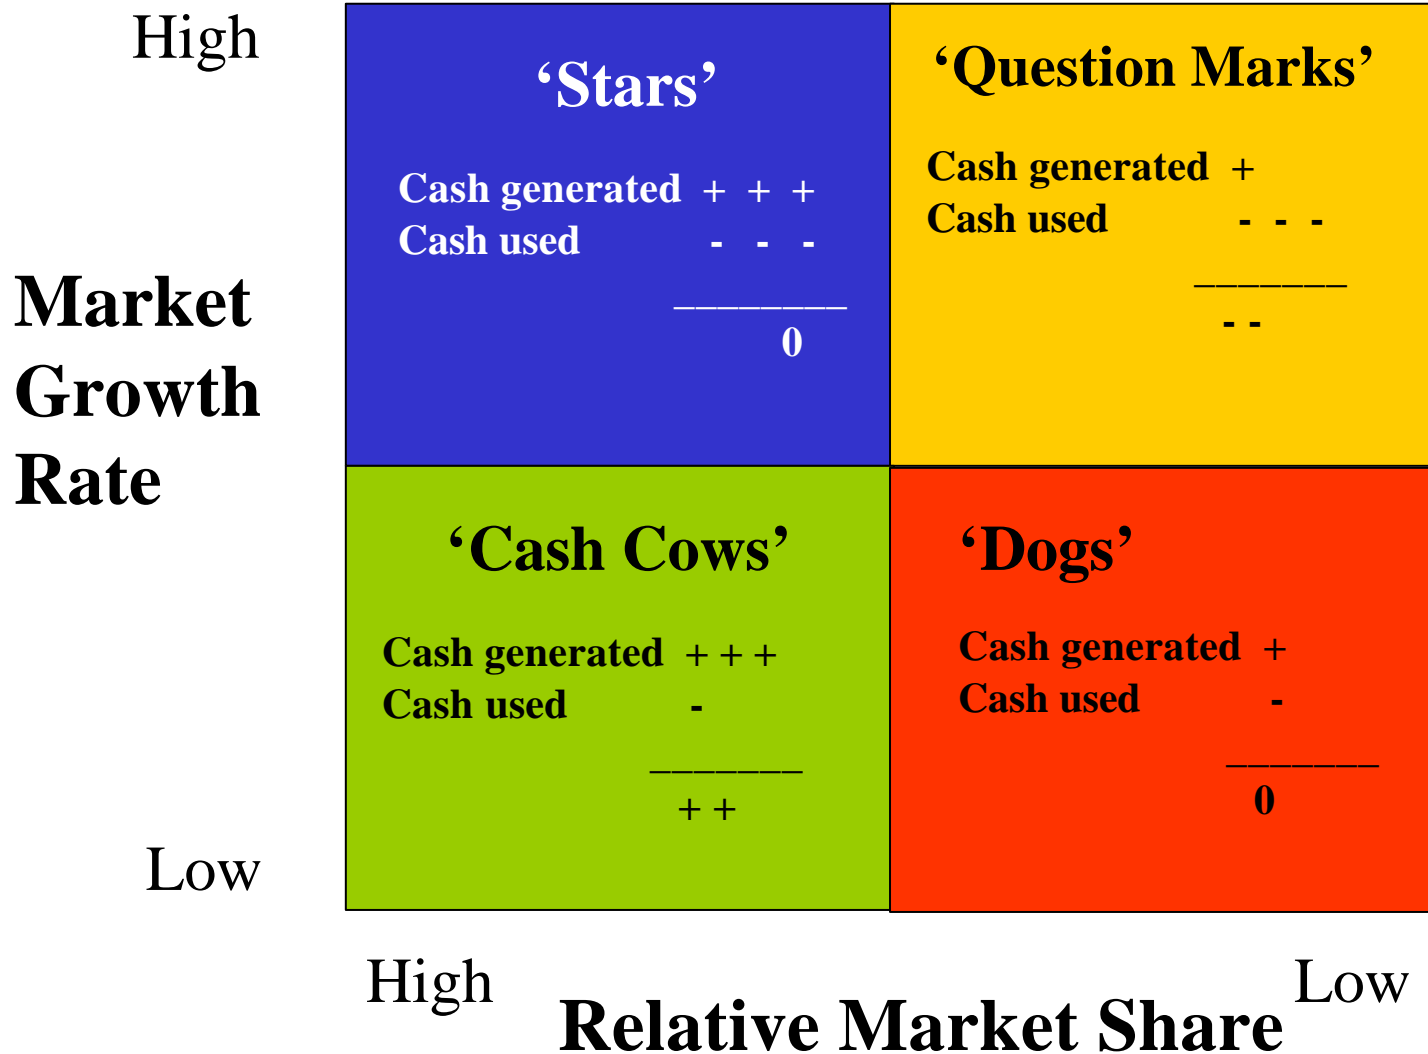 High
‘Stars’
Cash generated + + +
Cash used - - -
________
0
‘Question Marks’
Cash generated +
Cash used - - -
_______
- -
Market
Growth
Rate
‘Cash Cows’
Cash generated + + +
Cash used -
_______
+ +
‘Dogs’
Cash generated +
Cash used -
_______
0
Low
High
Low
Relative Market Share